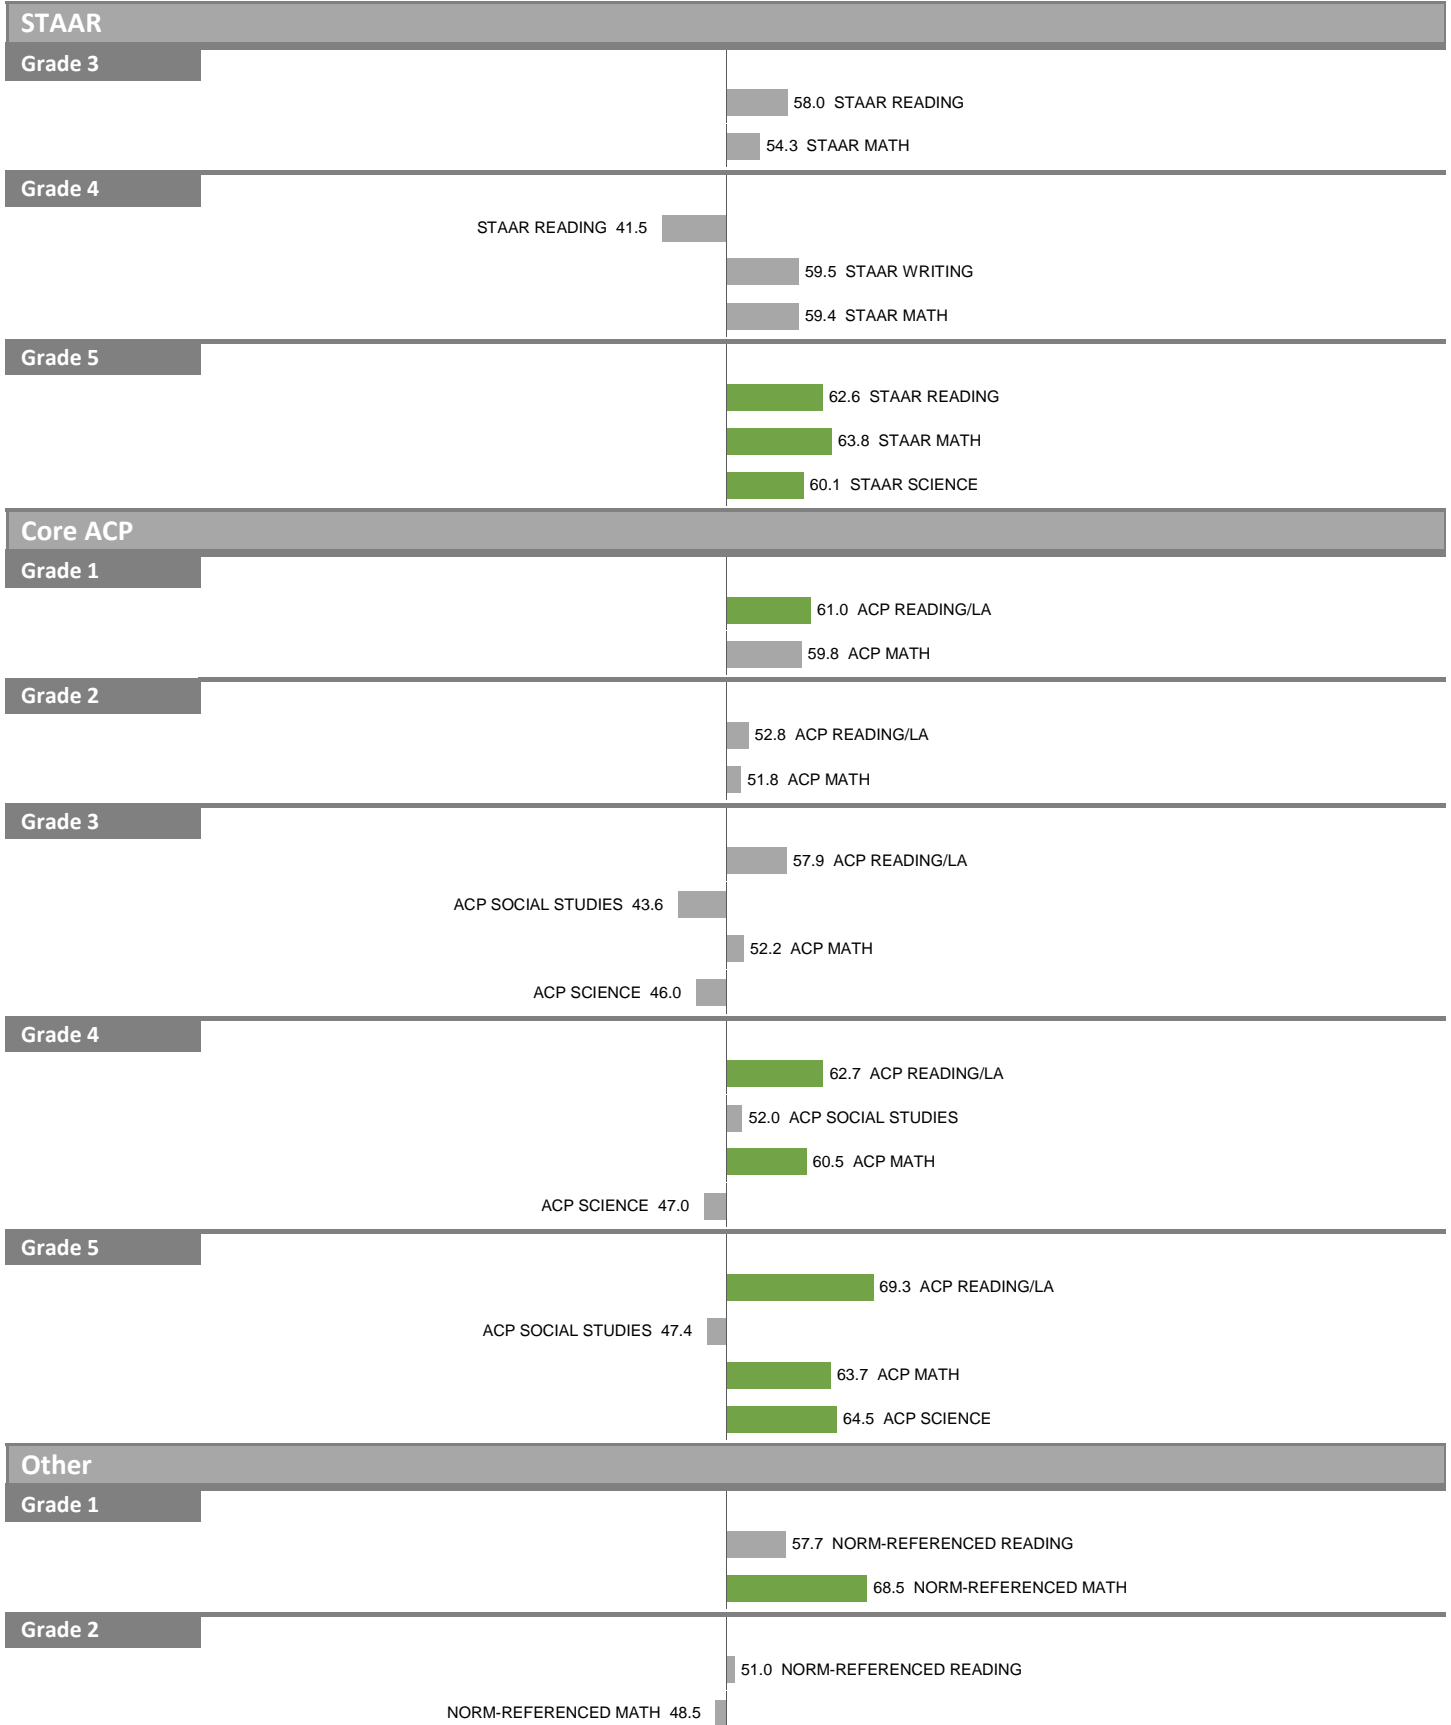 STAAR
Grade 3
58.0 STAAR READING
54.3 STAAR MATH
Grade 4
STAAR READING 41.5
59.5 STAAR WRITING
59.4 STAAR MATH
Grade 5
62.6 STAAR READING
63.8 STAAR MATH
60.1 STAAR SCIENCE
Core ACP
Grade 1
61.0 ACP READING/LA
59.8 ACP MATH
Grade 2
52.8 ACP READING/LA
51.8 ACP MATH
Grade 3
57.9 ACP READING/LA
ACP SOCIAL STUDIES 43.6
52.2 ACP MATH
ACP SCIENCE 46.0
Grade 4
62.7 ACP READING/LA
52.0 ACP SOCIAL STUDIES
60.5 ACP MATH
ACP SCIENCE 47.0
Grade 5
69.3 ACP READING/LA
ACP SOCIAL STUDIES 47.4
63.7 ACP MATH
64.5 ACP SCIENCE
Other
Grade 1
57.7 NORM-REFERENCED READING
68.5 NORM-REFERENCED MATH
Grade 2
51.0 NORM-REFERENCED READING
NORM-REFERENCED MATH 48.5